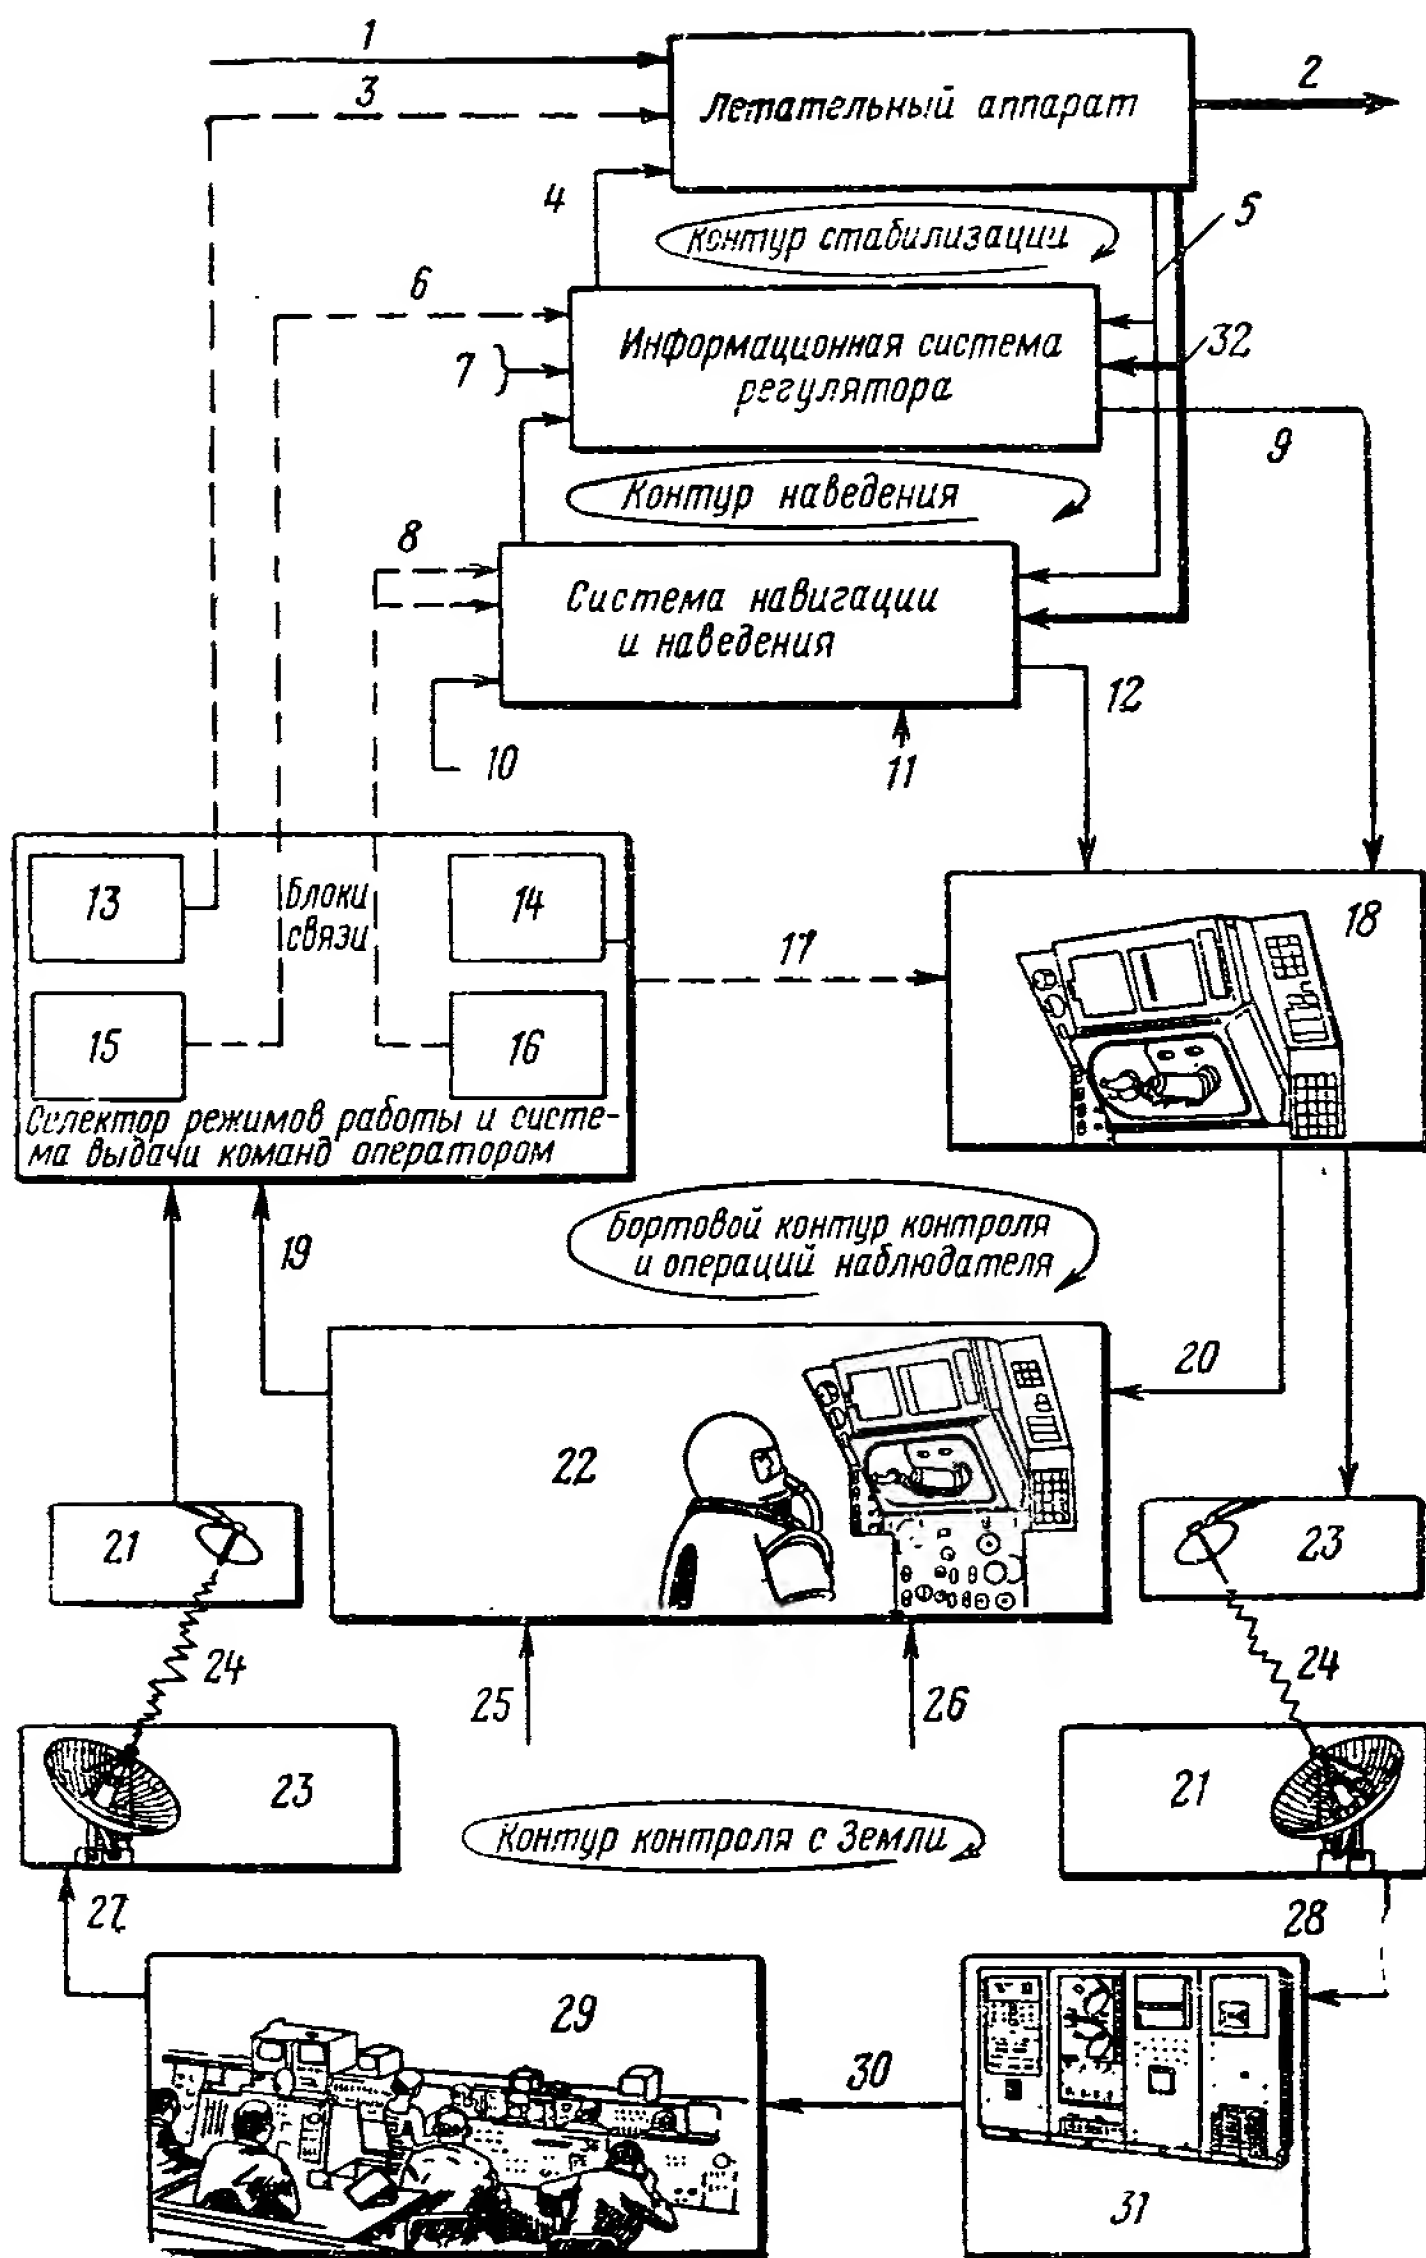 1
3
Летательный аппарат
2
4
Контур стабилизации
5
6
Информационная система
регулятора
7
32
9
Контур наведения
8
Система навигации
и наведения
10
11
12
13
Блоки
связи
14
15
16
Селектор режимов работы и систе-
ма выдачи команд оператором
17
18
19
Бортовой контур контроля
и операций наблюдателя
20
21
22
23
24
24
25
26
23
21
Контур контроля с Земли
27
28
29
30
31